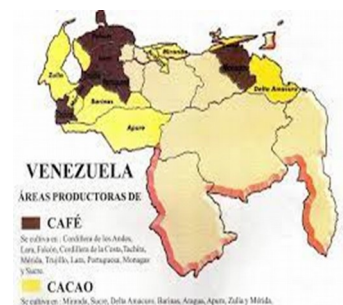 Miranda
Zulia
Barinas
Apure
Delta Amacuro
VENEZUELA
ÁREAS PRODUCTORAS DE
CAFÉ
Se cultiva en: Cordillera de los Andes,
Lara, Falcón, Cordillera de la Costa, Tachira,
Mérida, Trujillo, Lara, Portuguesa, Monagas
y Sucre.
CACAO
Se cultiva en: Miranda, Sucre, Delta Amacuro, Barinas, Aragua, Apure, Zulia y Mérida,